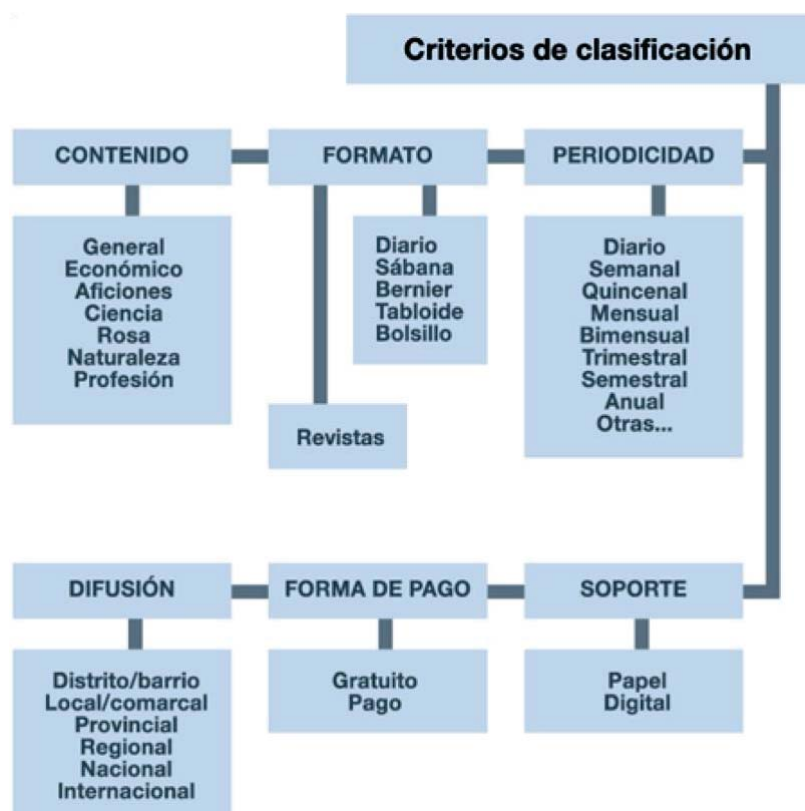 Criterios de clasificación
CONTENIDO
FORMATO
PERIODICIDAD
General
Económico
Aficiones
Ciencia
Rosa
Naturaleza
Profesión
Diario
Sábana
Bernier
Tabloide
Bolsillo
Revistas
Diario
Semanal
Quincenal
Mensual
Bimensual
Trimestral
Semestral
Anual
Otras...
DIFUSIÓN
FORMA DE PAGO
SOPORTE
Distrito/barrio
Local/comarcal
Provincial
Regional
Nacional
Internacional
Gratuito
Pago
Papel
Digital